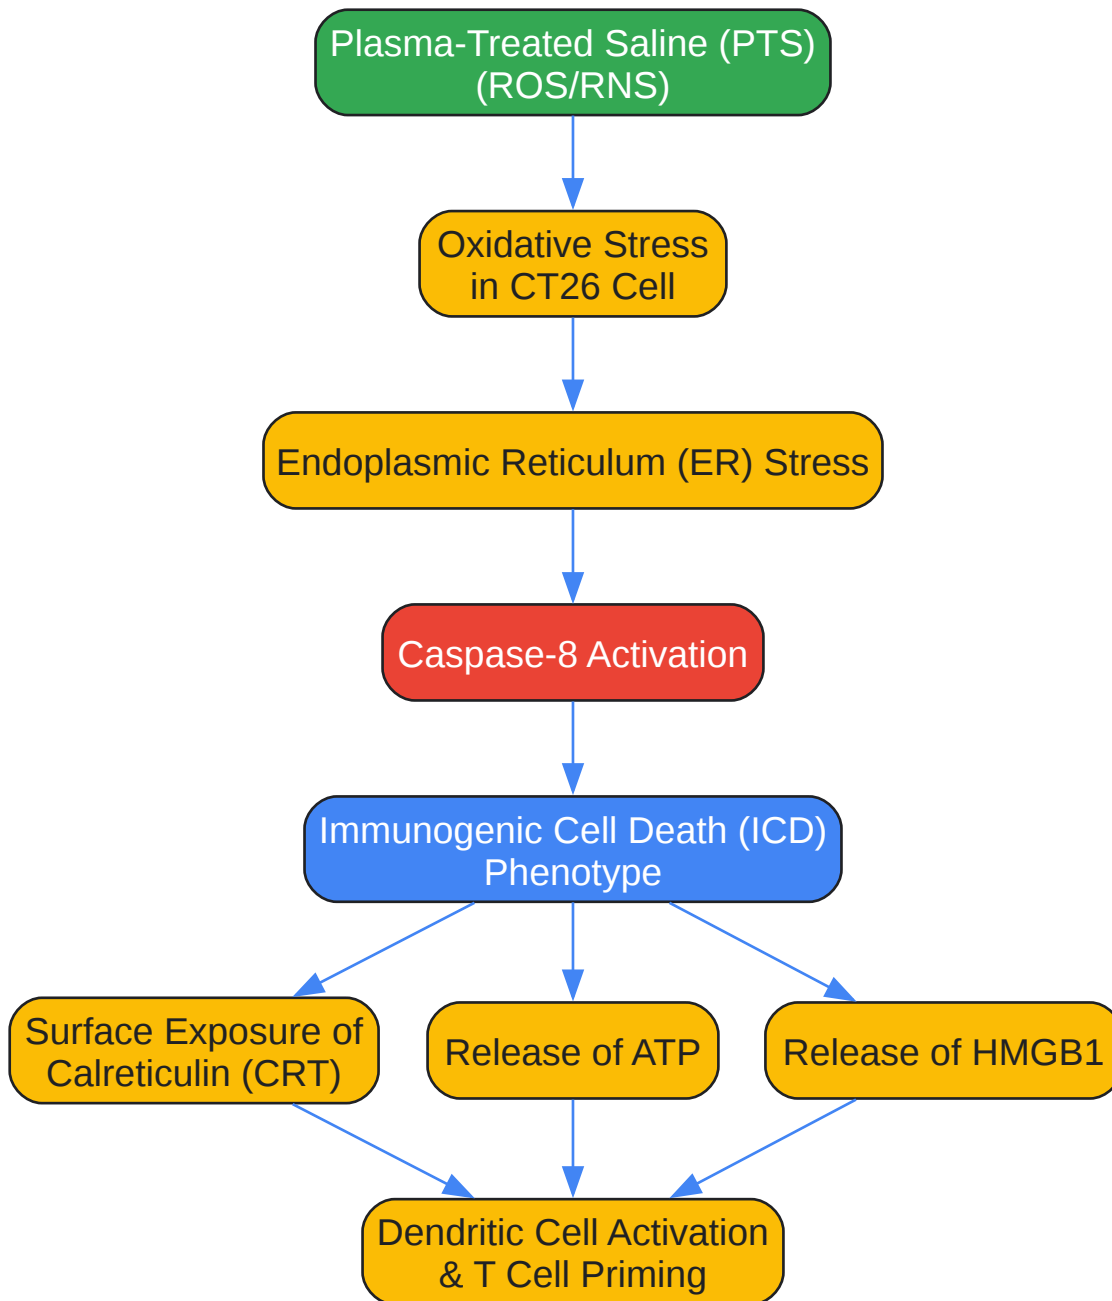 Plasma-Treated Saline (PTS)
(ROS/RNS)
Oxidative Stress
in CT26 Cell
Endoplasmic Reticulum (ER) Stress
Caspase-8 Activation
Immunogenic Cell Death (ICD)
Phenotype
Surface Exposure of
Calreticulin (CRT)
Release of ATP
Release of HMGB1
Dendritic Cell Activation
& T Cell Priming